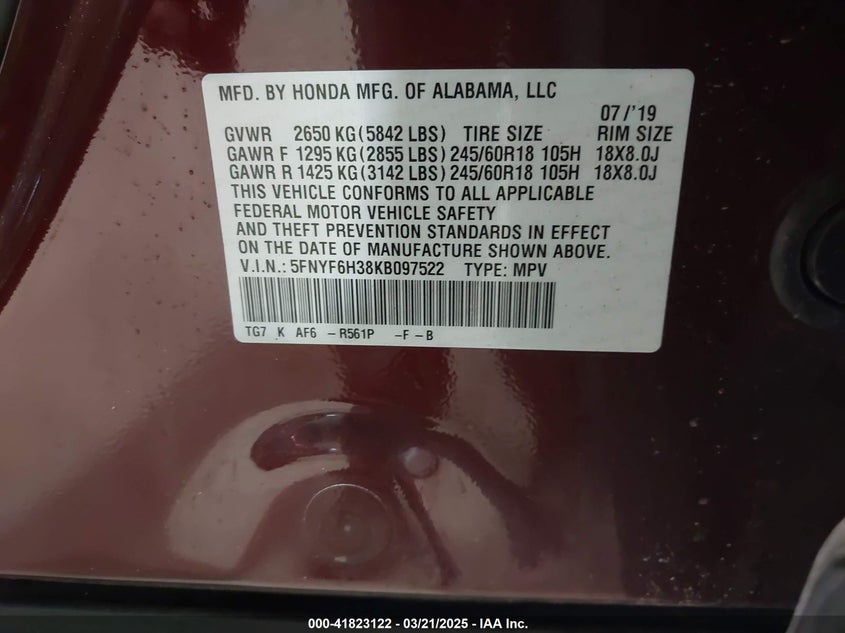 MFD. BY HONDA MFG. OF ALABAMA, LLC
07/'19
GVWR 2650 KG(5842 LBS) TIRE SIZE RIM SIZE
GAWR F 1295 KG(2855 LBS) 245/60R18 105H 18X8.0J
GAWR R 1425 KG(3142 LBS) 245/60R18 105H 18X8.0J
THIS VEHICLE CONFORMS TO ALL APPLICABLE
FEDERAL MOTOR VEHICLE SAFETY
AND THEFT PREVENTION STANDARDS IN EFFECT
ON THE DATE OF MANUFACTURE SHOWN ABOVE.
V.I.N.: 5FNYF6H38KB097522 TYPE: MPV
TG7 K AF6 -R561P -F-B
000-41823122 - 03/21/2025 - IAA Inc.